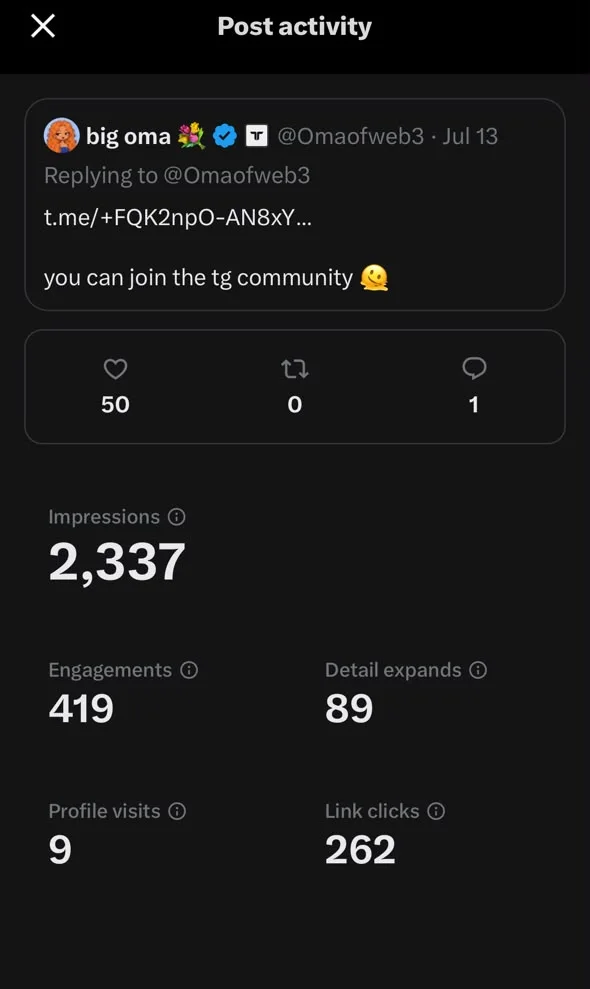 Post activity
big oma 💐 @Omaofweb3 · Jul 13
Replying to @Omaofweb3
t.me/+FQK2npO-AN8xY...
you can join the tg community 🫠
50
0
1
Impressions
2,337
Engagements
Detail expands
419
89
Profile visits
Link clicks
9
262